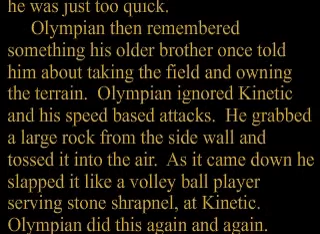 he was just too quick.
Olympian then remembered
something his older brother once told
him about taking the field and owning
the terrain.  Olympian ignored Kinetic
and his speed based attacks.  He grabbed
a large rock from the side wall and
tossed it into the air.  As it came down he
slapped it like a volley ball player
serving stone shrapnel, at Kinetic.
Olympian did this again and again.